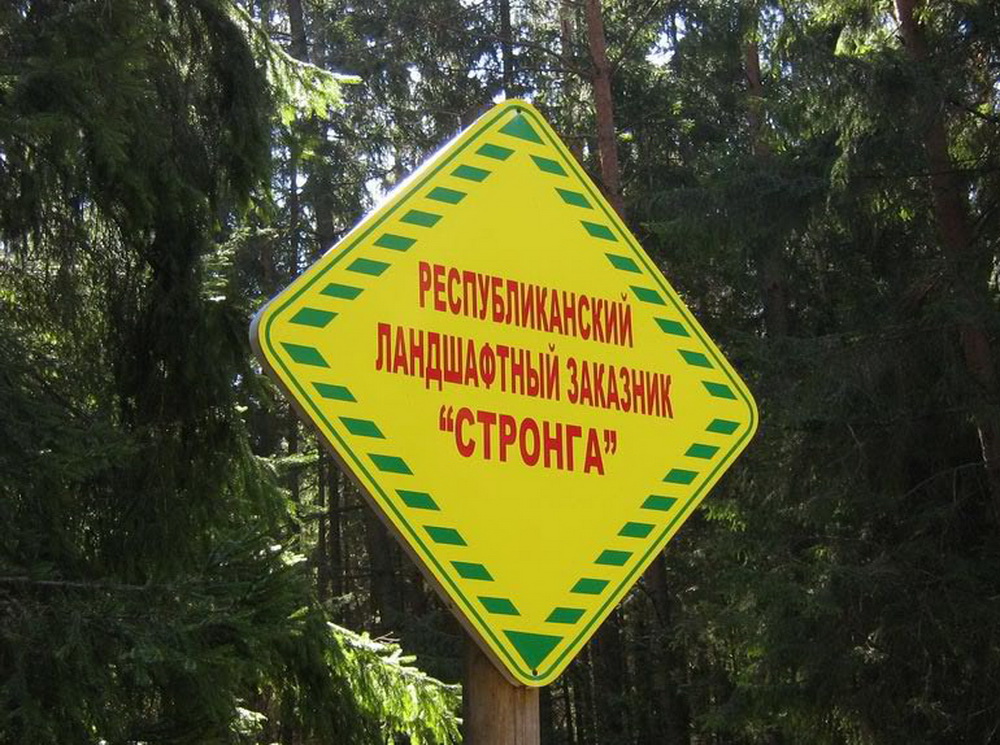 РЕСПУБЛИКАНСКИЙ
ЛАНДШАФТНЫЙ ЗАКАЗНИК
“СТРОНГА”